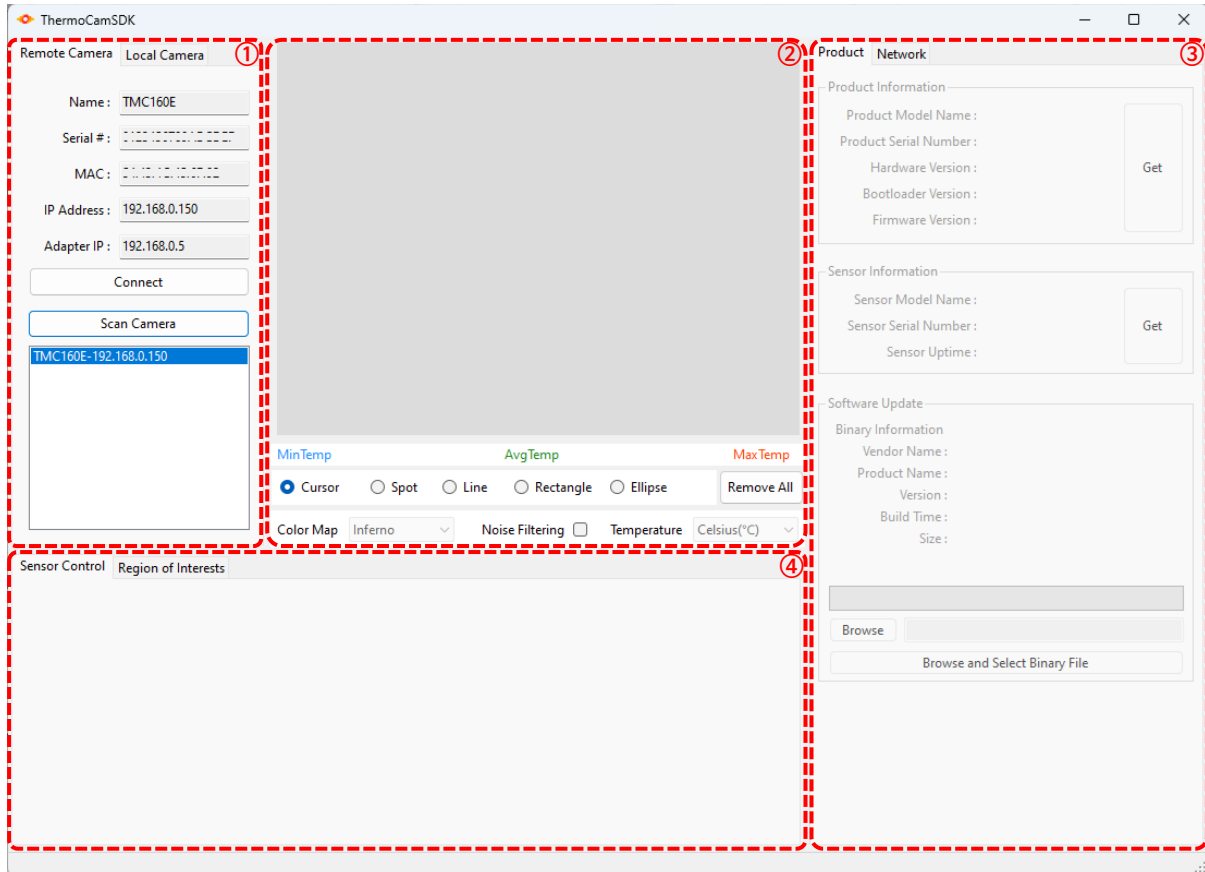 ThermoCamSDK
Remote Camera Local Camera ①
Name : TMC160E
Serial # :
MAC :
IP Address : 192.168.0.150
Adapter IP : 192.168.0.5
Connect
Scan Camera
TMC160E-192.168.0.150
②
MinTemp AvgTemp MaxTemp
Cursor Spot Line Rectangle Ellipse Remove All
Color Map Inferno Noise Filtering Temperature Celsius(°C)
Product Network ③
Product Information
Product Model Name :
Product Serial Number :
Hardware Version :
Bootloader Version :
Firmware Version :
Get
Sensor Information
Sensor Model Name :
Sensor Serial Number :
Sensor Uptime :
Get
Software Update
Binary Information
Vendor Name :
Product Name :
Version :
Build Time :
Size :
Browse
Browse and Select Binary File
Sensor Control Region of Interests ④